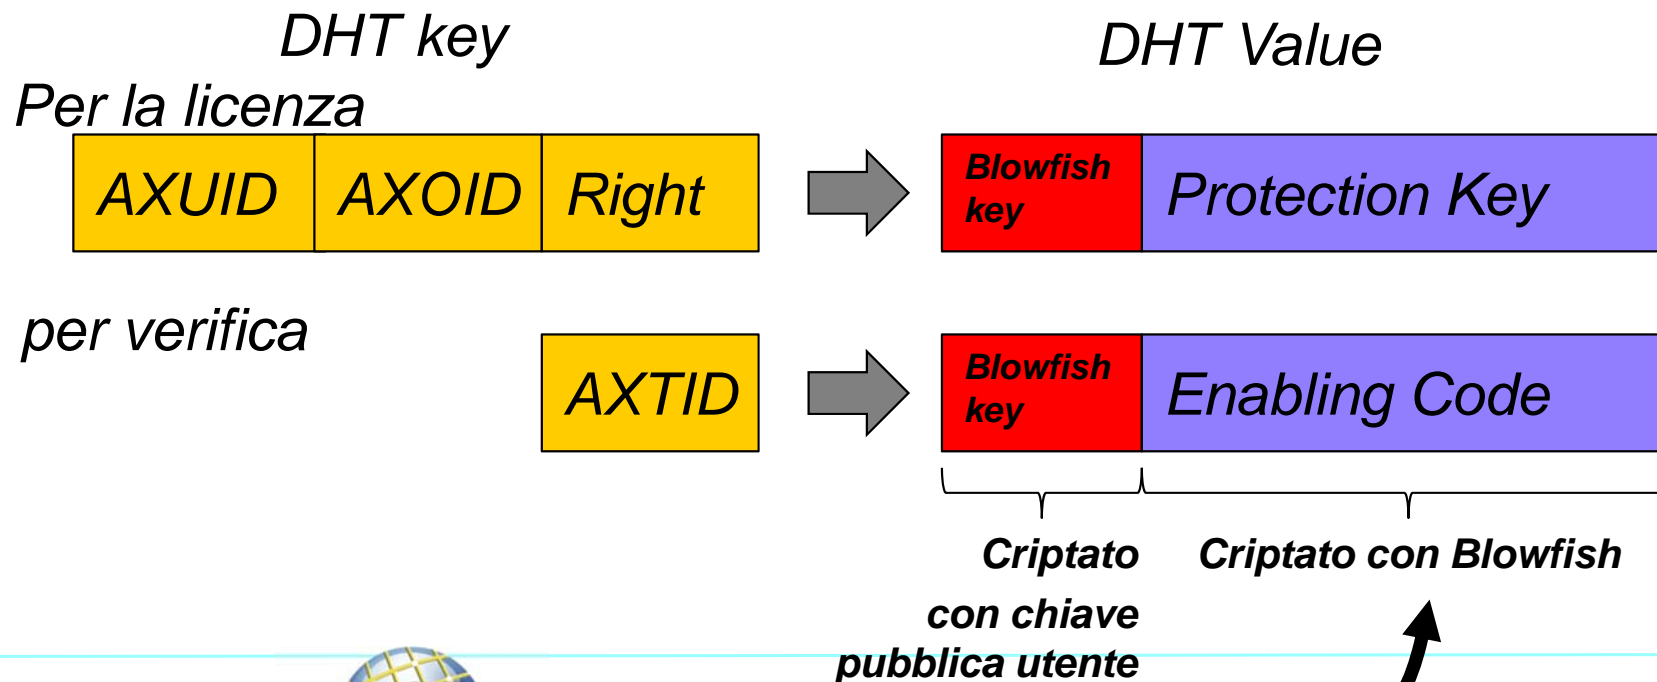 DHT key
DHT Value
Per la licenza
AXUID AXOID Right
Blowfish
key
Protection Key
per verifica
AXTID
Blowfish
key
Enabling Code
Criptato
con chiave
pubblica utente
Criptato con Blowfish